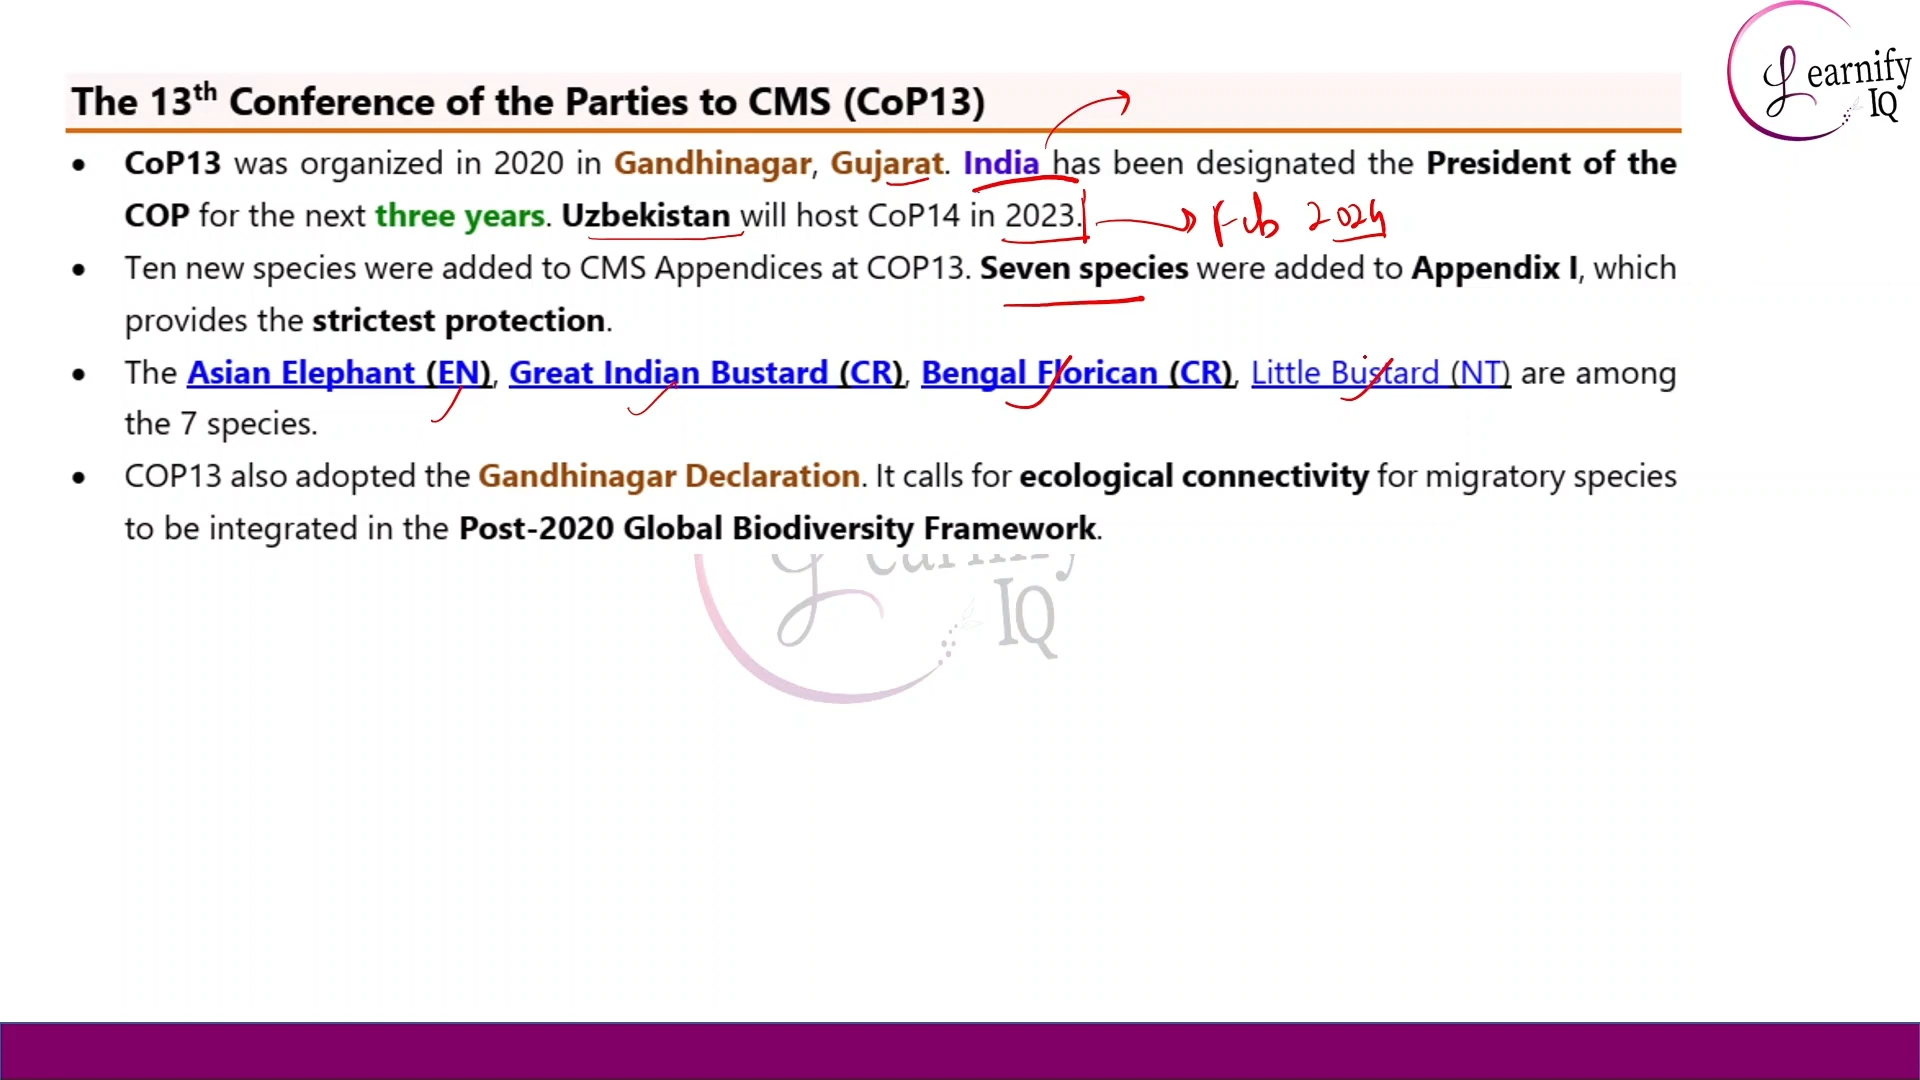 Learnify
IQ
The 13th Conference of the Parties to CMS (CoP13)
• CoP13 was organized in 2020 in Gandhinagar, Gujarat. India has been designated the President of the
COP for the next three years. Uzbekistan will host CoP14 in 2023. Feb 2024
• Ten new species were added to CMS Appendices at COP13. Seven species were added to Appendix I, which
provides the strictest protection.
• The Asian Elephant (EN), Great Indian Bustard (CR), Bengal Florican (CR), Little Bustard (NT) are among
the 7 species.
• COP13 also adopted the Gandhinagar Declaration. It calls for ecological connectivity for migratory species
to be integrated in the Post-2020 Global Biodiversity Framework.
Learnify
IQ